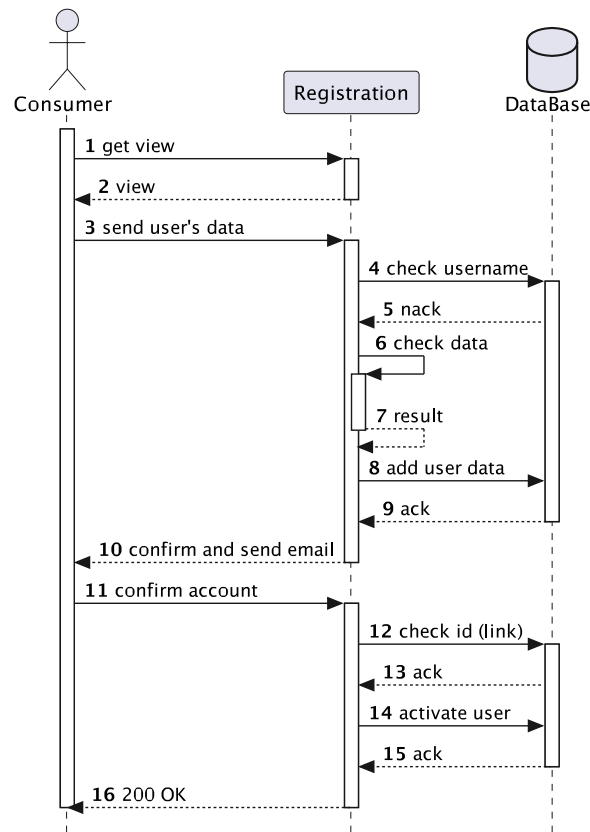 Consumer
Registration
DataBase
1 get view
2 view
3 send user's data
4 check username
5 nack
6 check data
7 result
8 add user data
9 ack
10 confirm and send email
11 confirm account
12 check id (link)
13 ack
14 activate user
15 ack
16 200 OK